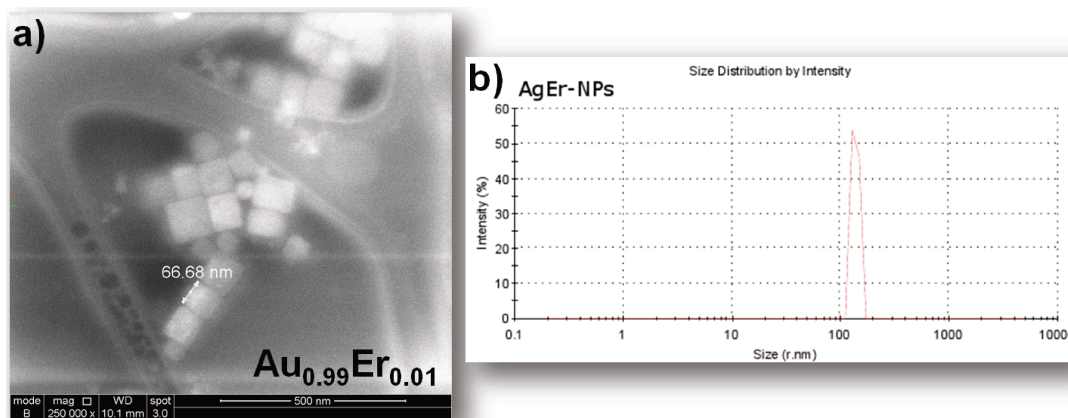 a)
66.68 nm
Au0.99Er0.01
mode mag □ WD spot
B 250 000 x 10.1 mm 3.0 500 nm
b)
Size Distribution by Intensity
AgEr-NPs
60
50
40
30
20
10
0
Intensity (%)
0.1 1 10 100 1000 1000
Size (r.nm)